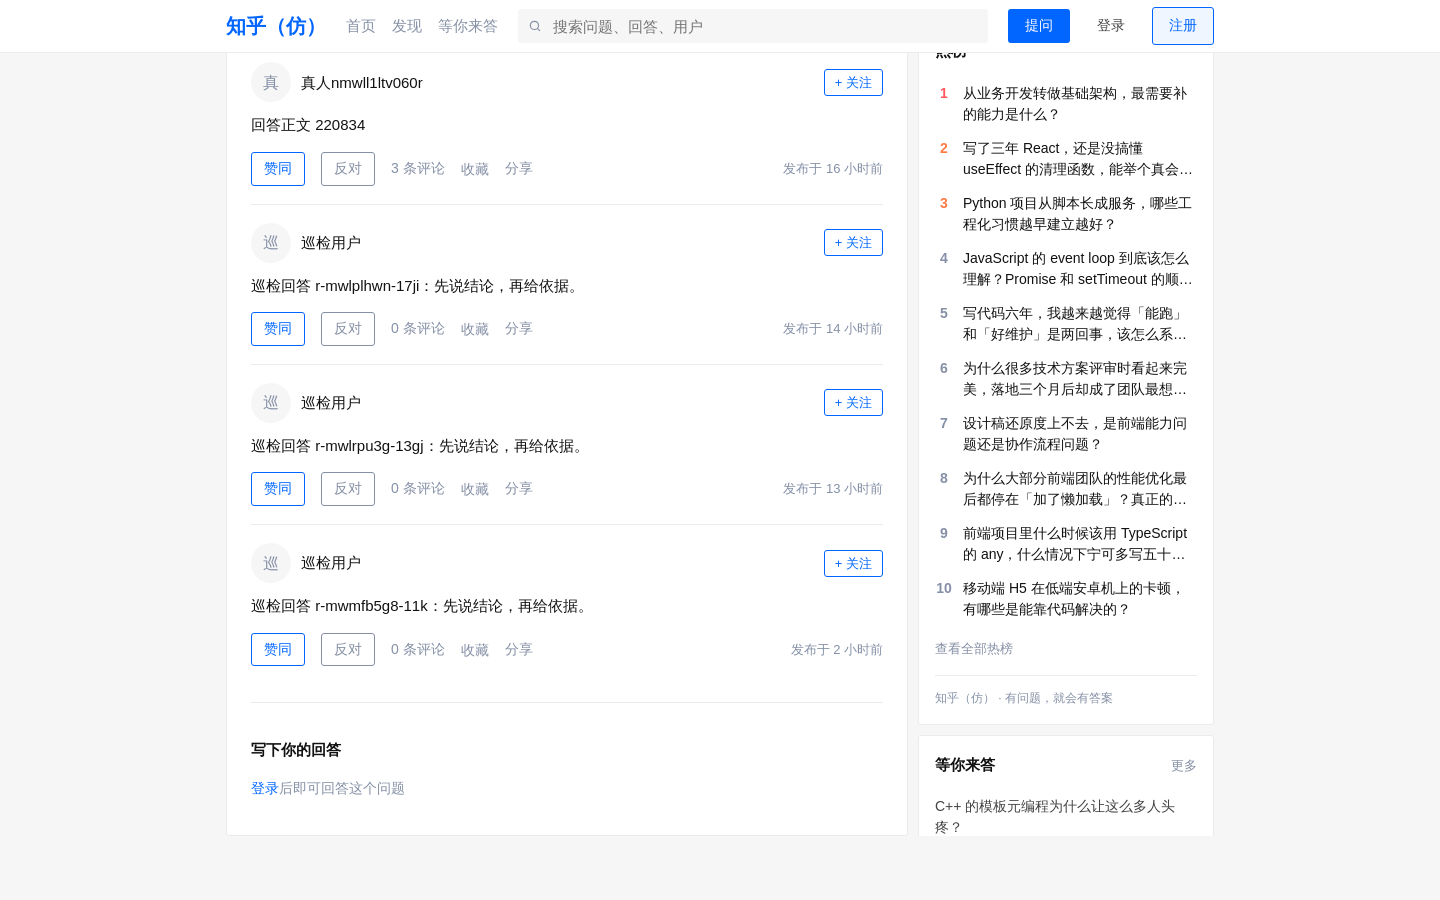 知乎（仿） 首页 发现 等你来答 搜索问题、回答、用户 提问 登录 注册
真 真人nmwll1ltv060r + 关注
回答正文 220834
赞同 反对 3 条评论 收藏 分享 发布于 16 小时前
巡 巡检用户 + 关注
巡检回答 r-mwlplhwn-17ji：先说结论，再给依据。
赞同 反对 0 条评论 收藏 分享 发布于 14 小时前
巡 巡检用户 + 关注
巡检回答 r-mwlrpu3g-13gj：先说结论，再给依据。
赞同 反对 0 条评论 收藏 分享 发布于 13 小时前
巡 巡检用户 + 关注
巡检回答 r-mwmfb5g8-11k：先说结论，再给依据。
赞同 反对 0 条评论 收藏 分享 发布于 2 小时前
写下你的回答
登录后即可回答这个问题
1 从业务开发转做基础架构，最需要补
的能力是什么？
2 写了三年 React，还是没搞懂
useEffect 的清理函数，能举个真会…
3 Python 项目从脚本长成服务，哪些工
程化习惯越早建立越好？
4 JavaScript 的 event loop 到底该怎么
理解？Promise 和 setTimeout 的顺…
5 写代码六年，我越来越觉得「能跑」
和「好维护」是两回事，该怎么系…
6 为什么很多技术方案评审时看起来完
美，落地三个月后却成了团队最想…
7 设计稿还原度上不去，是前端能力问
题还是协作流程问题？
8 为什么大部分前端团队的性能优化最
后都停在「加了懒加载」？真正的…
9 前端项目里什么时候该用 TypeScript
的 any，什么情况下宁可多写五十…
10 移动端 H5 在低端安卓机上的卡顿，
有哪些是能靠代码解决的？
查看全部热榜
知乎（仿） · 有问题，就会有答案
等你来答 更多
C++ 的模板元编程为什么让这么多人头
疼？